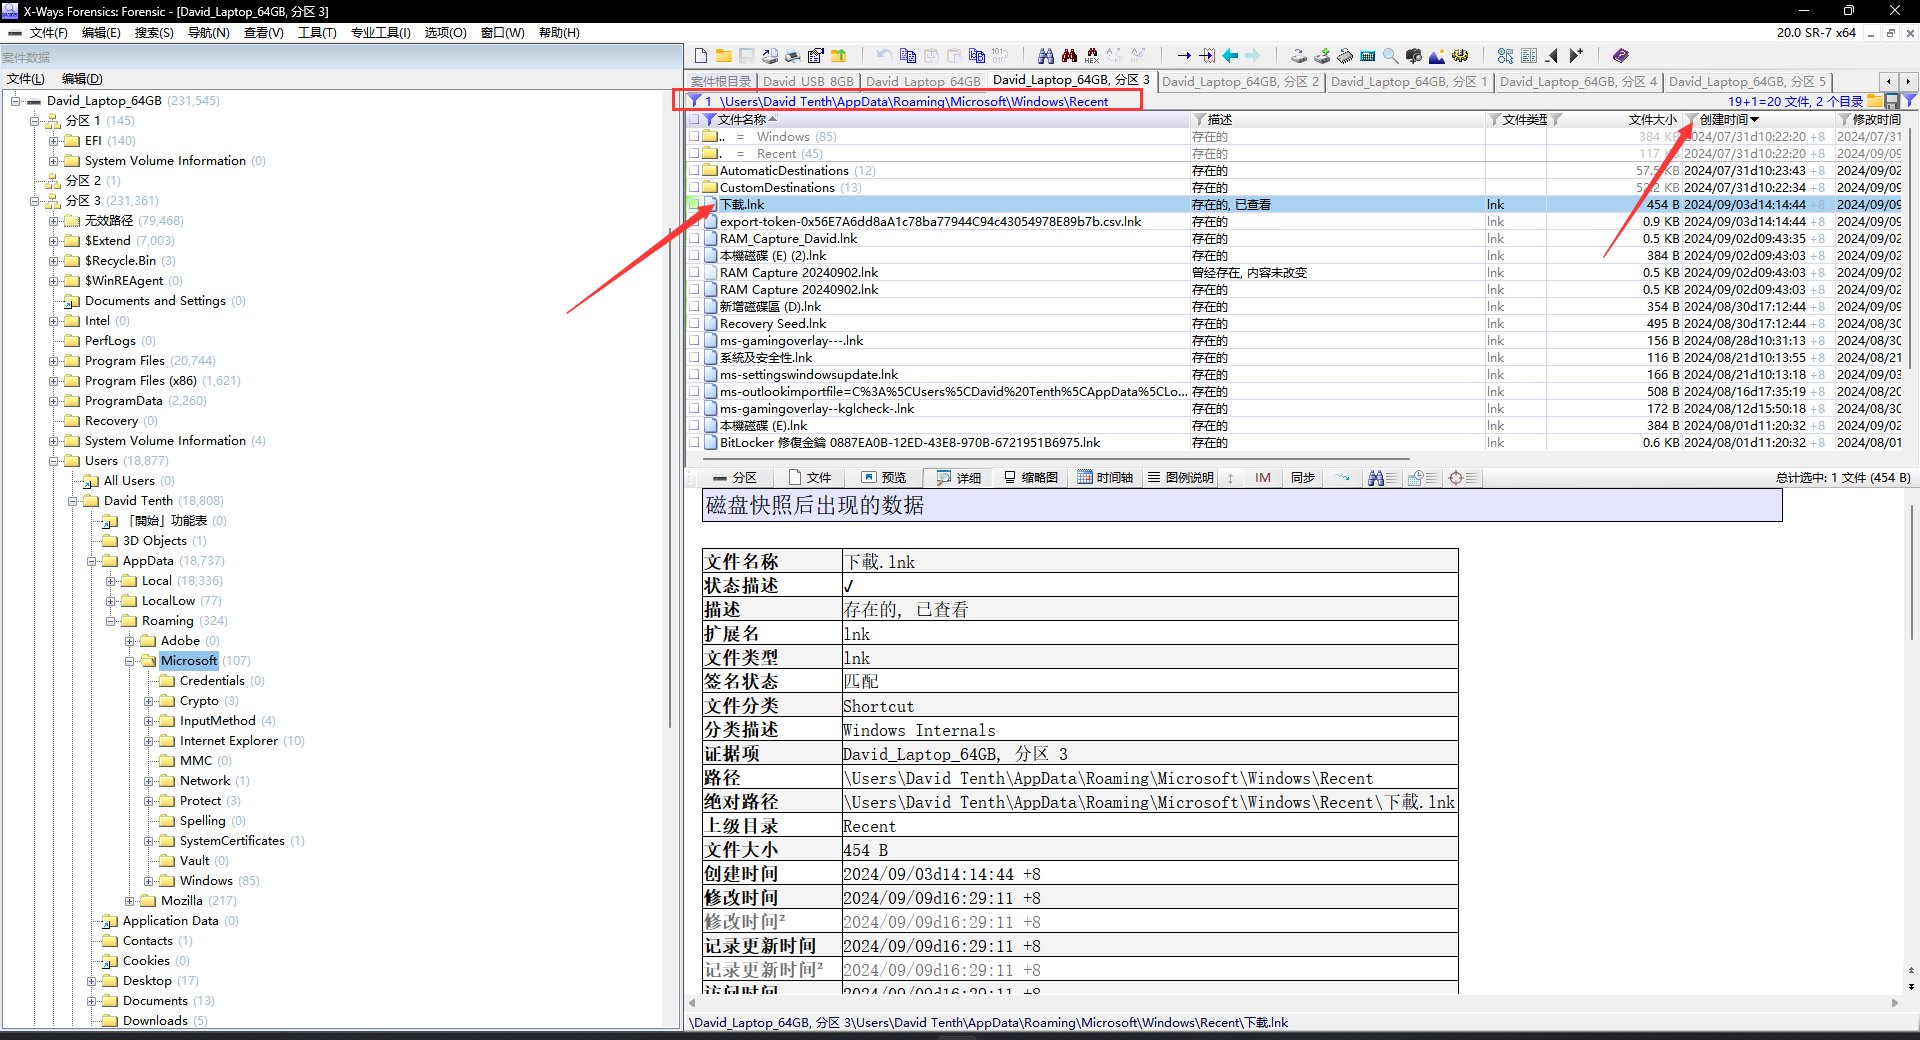 X-Ways Forensics: Forensic - [David_Laptop_64GB, 分区 3]
文件(F) 编辑(E) 搜索(S) 导航(N) 查看(V) 工具(T) 专业工具(I) 选项(O) 窗口(W) 帮助(H)
20.0 SR-7 x64
案件数据
文件(L) 编辑(D)
David_Laptop_64GB (231,545)
分区 1 (145)
EFI (140)
System Volume Information (0)
分区 2 (1)
分区 3 (231,361)
无效路径 (79,468)
$Extend (7,003)
$Recycle.Bin (3)
$WinREAgent (0)
Documents and Settings (0)
Intel (0)
PerfLogs (0)
Program Files (20,744)
Program Files (x86) (1,621)
ProgramData (2,260)
Recovery (0)
System Volume Information (4)
Users (18,877)
All Users (0)
David Tenth (18,808)
「開始」功能表 (0)
3D Objects (1)
AppData (18,737)
Local (18,336)
LocalLow (77)
Roaming (324)
Adobe (0)
Microsoft (107)
Credentials (0)
Crypto (3)
InputMethod (4)
Internet Explorer (10)
MMC (0)
Network (1)
Protect (3)
Spelling (0)
SystemCertificates (1)
Vault (0)
Windows (85)
Mozilla (217)
Application Data (0)
Contacts (1)
Cookies (0)
Desktop (17)
Documents (13)
Downloads (5)
案件根目录 David USB 8GB David_Laptop_64GB David_Laptop_64GB, 分区 3 David_Laptop_64GB, 分区 2 David_Laptop_64GB, 分区 1 David_Laptop_64GB, 分区 4 David_Laptop_64GB, 分区 5
1 \Users\David Tenth\AppData\Roaming\Microsoft\Windows\Recent
19+1=20 文件, 2 个目录
文件名称 描述 文件类型 文件大小 创建时间 修改时间
.. = Windows (85) 存在的 384 KB 2024/07/31d10:22:20 +8 2024/07/31
. = Recent (45) 存在的 117 KB 2024/07/31d10:22:20 +8 2024/09/09
AutomaticDestinations (12) 存在的 57.5 KB 2024/07/31d10:23:43 +8 2024/09/02
CustomDestinations (13) 存在的 52.2 KB 2024/07/31d10:22:34 +8 2024/09/09
下載.lnk 存在的, 已查看 lnk 454 B 2024/09/03d14:14:44 +8 2024/09/09
export-token-0x56E7A6dd8aA1c78ba77944C94c43054978E89b7b.csv.lnk 存在的 lnk 0.9 KB 2024/09/03d14:14:44 +8 2024/09/09
RAM_Capture_David.lnk 存在的 lnk 0.5 KB 2024/09/02d09:43:35 +8 2024/09/02
本機磁碟 (E) (2).lnk 存在的 lnk 384 B 2024/09/02d09:43:03 +8 2024/09/02
RAM Capture 20240902.lnk 曾经存在, 内容未改变 lnk 0.5 KB 2024/09/02d09:43:03 +8 2024/09/02
RAM Capture 20240902.lnk 存在的 lnk 0.5 KB 2024/09/02d09:43:03 +8 2024/09/02
新增磁碟區 (D).lnk 存在的 lnk 354 B 2024/08/30d17:12:44 +8 2024/09/09
Recovery Seed.lnk 存在的 lnk 495 B 2024/08/30d17:12:44 +8 2024/08/30
ms-gamingoverlay---.lnk 存在的 lnk 156 B 2024/08/28d10:31:13 +8 2024/08/30
系統及安全性.lnk 存在的 lnk 116 B 2024/08/21d10:13:55 +8 2024/08/21
ms-settingswindowsupdate.lnk 存在的 lnk 166 B 2024/08/21d10:13:18 +8 2024/09/03
ms-outlookimportfile=C%3A%5CUsers%5CDavid%20Tenth%5CAppData%5CLo... 存在的 lnk 508 B 2024/08/16d17:35:19 +8 2024/08/20
ms-gamingoverlay--kglcheck-.lnk 存在的 lnk 172 B 2024/08/12d15:50:18 +8 2024/08/30
本機磁碟 (E).lnk 存在的 lnk 384 B 2024/08/01d11:20:32 +8 2024/09/02
BitLocker 修復金鑰 0887EA0B-12ED-43E8-970B-6721951B6975.lnk 存在的 lnk 0.6 KB 2024/08/01d11:20:32 +8 2024/08/01
分区 文件 预览 详细 缩略图 时间轴 图例说明 IM 同步 总计选中: 1 文件 (454 B)
磁盘快照后出现的数据
文件名称 下載.lnk
状态描述 ✓
描述 存在的, 已查看
扩展名 lnk
文件类型 lnk
签名状态 匹配
文件分类 Shortcut
分类描述 Windows Internals
证据项 David_Laptop_64GB, 分区 3
路径 \Users\David Tenth\AppData\Roaming\Microsoft\Windows\Recent
绝对路径 \Users\David Tenth\AppData\Roaming\Microsoft\Windows\Recent\下載.lnk
上级目录 Recent
文件大小 454 B
创建时间 2024/09/03d14:14:44 +8
修改时间 2024/09/09d16:29:11 +8
修改时间² 2024/09/09d16:29:11 +8
记录更新时间 2024/09/09d16:29:11 +8
记录更新时间² 2024/09/09d16:29:11 +8
访问时间 2024/09/09d16:29:11 +8
\David_Laptop_64GB, 分区 3\Users\David Tenth\AppData\Roaming\Microsoft\Windows\Recent\下載.lnk